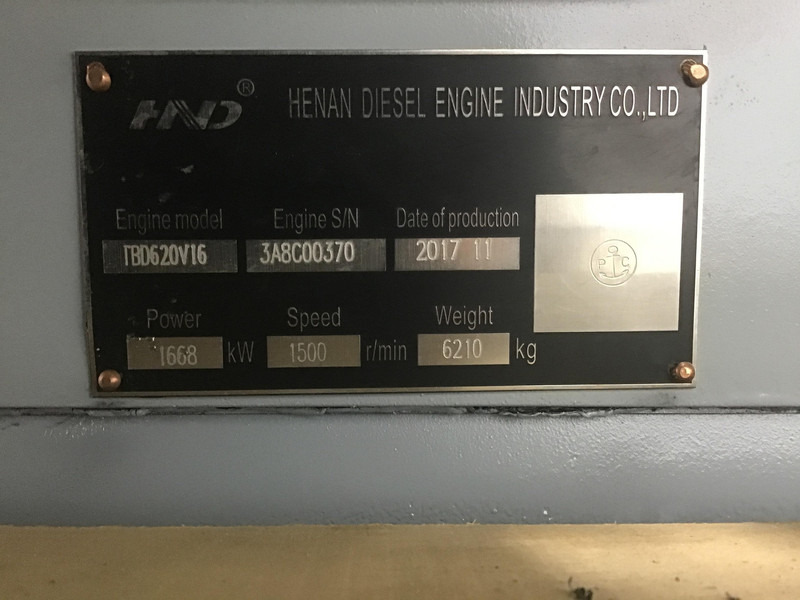 HND® HENAN DIESEL ENGINE INDUSTRY CO.,LTD
Engine model Engine S/N Date of production
TBD620V16 3A8C00370 2017 11
P C
Power Speed Weight
1668 kW 1500 r/min 6210 kg